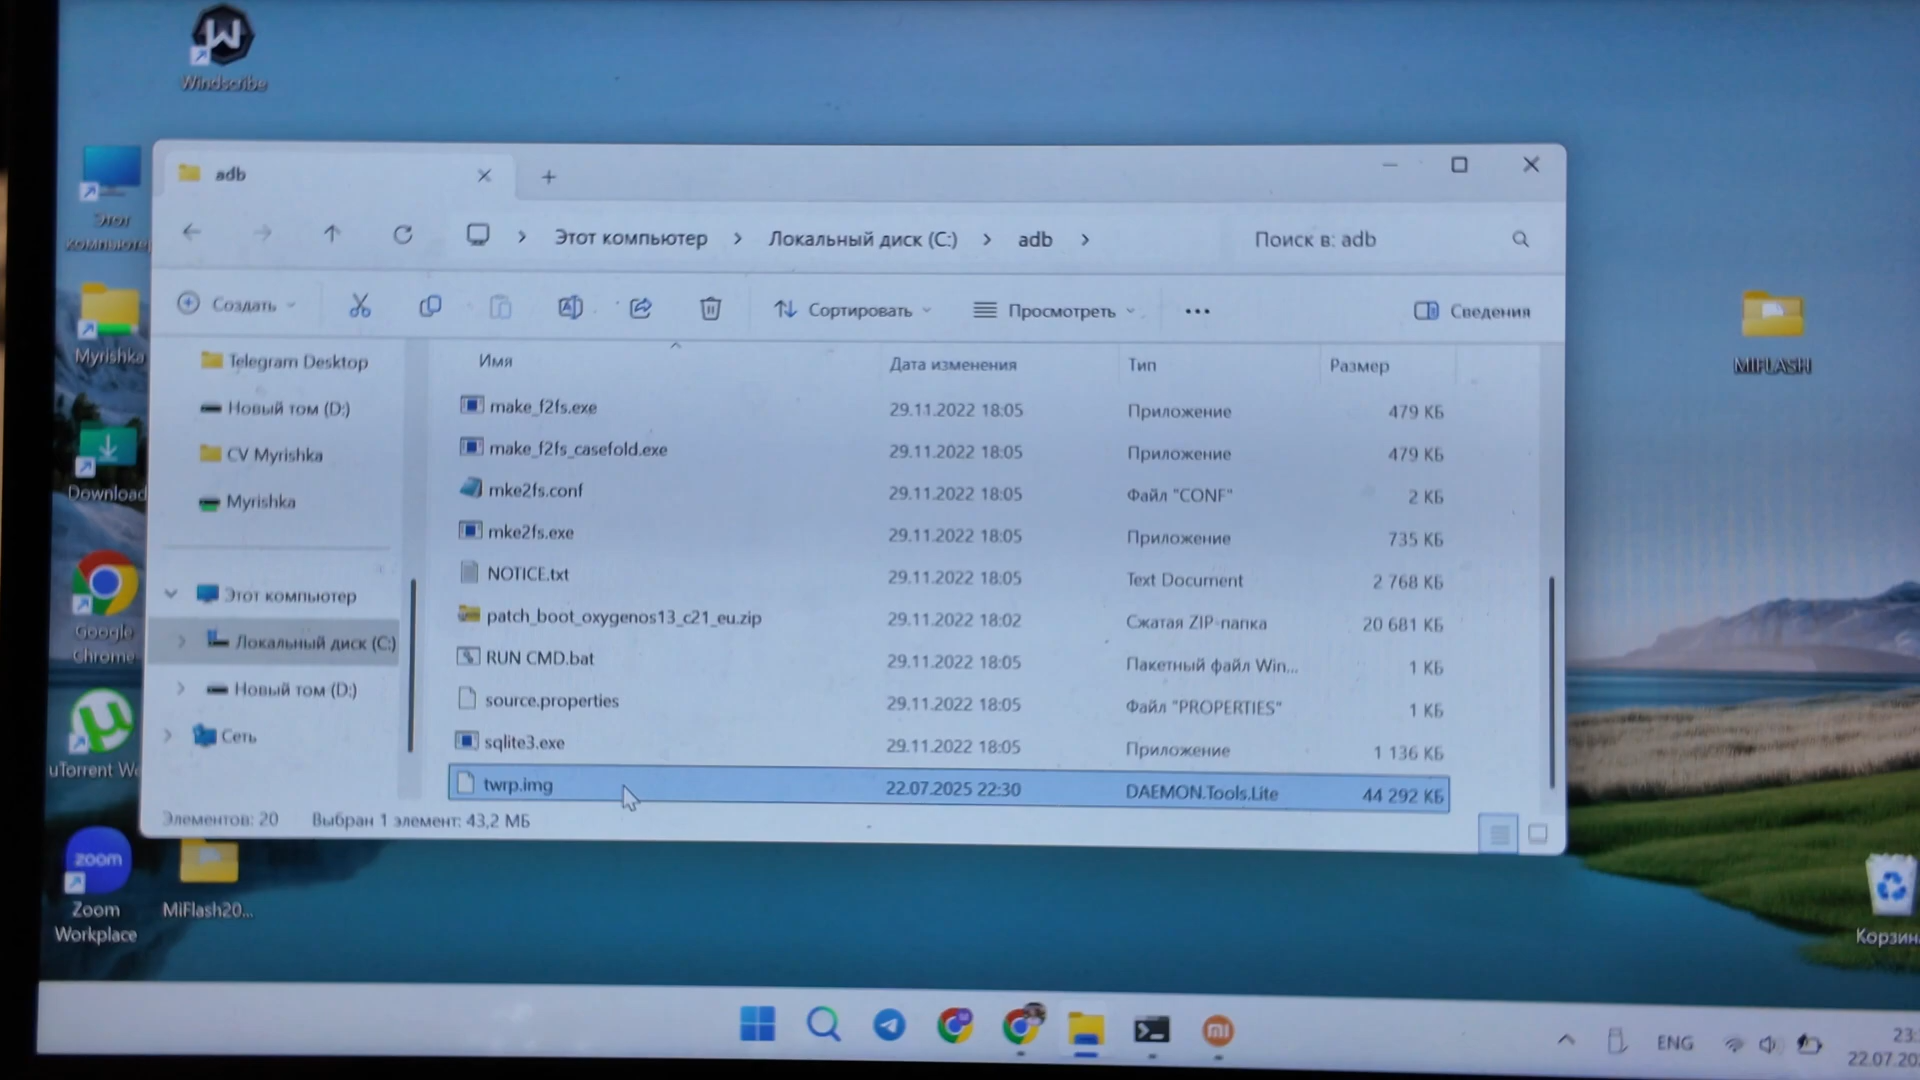 Windscribe
adb
Этот компьютер
Локальный диск (C:)
adb
Поиск в: adb
Создать
Сортировать
Просмотреть
Сведения
Имя
Дата изменения
Тип
Размер
make_f2fs.exe 29.11.2022 18:05 Приложение 479 КБ
make_f2fs_casefold.exe 29.11.2022 18:05 Приложение 479 КБ
mke2fs.conf 29.11.2022 18:05 Файл "CONF" 2 КБ
mke2fs.exe 29.11.2022 18:05 Приложение 735 КБ
NOTICE.txt 29.11.2022 18:05 Text Document 2 768 КБ
patch_boot_oxygenos13_c21_eu.zip 29.11.2022 18:02 Сжатая ZIP-папка 20 681 КБ
RUN CMD.bat 29.11.2022 18:05 Пакетный файл Win... 1 КБ
source.properties 29.11.2022 18:05 Файл "PROPERTIES" 1 КБ
sqlite3.exe 29.11.2022 18:05 Приложение 1 136 КБ
twrp.img 22.07.2025 22:30 DAEMON.Tools.Lite 44 292 КБ
Telegram Desktop
Новый том (D:)
CV Myrishka
Myrishka
Этот компьютер
Локальный диск (C:)
Новый том (D:)
Сеть
Элементов: 20
Выбран 1 элемент: 43,2 МБ
Этот
компьюте
Myrishka
Download
Google
Chrome
uTorrent We
zoom
Zoom
Workplace
MiFlash20...
MIFLASH
Корзин
mi
ENG
23:
22.07.20